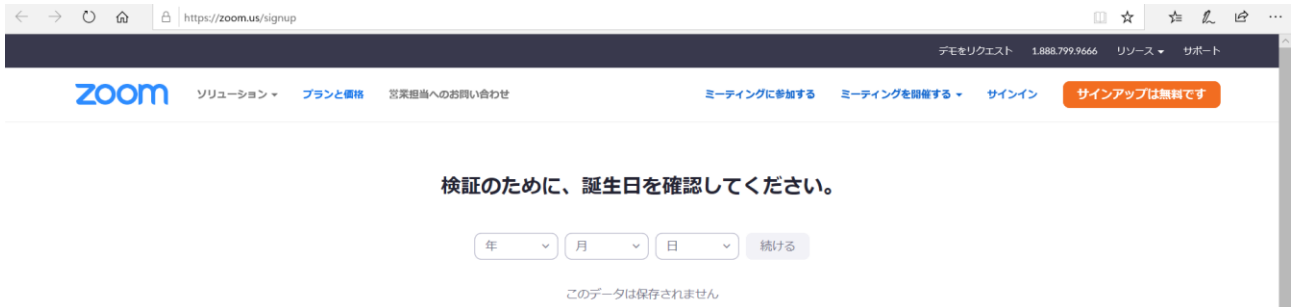 https://zoom.us/signup
デモをリクエスト 1.888.799.9666 リソース サポート
zoom ソリューション プランと価格 営業担当へのお問い合わせ ミーティングに参加する ミーティングを開催する サインイン サインアップは無料です
検証のために、誕生日を確認してください。
年 月 日 続ける
このデータは保存されません